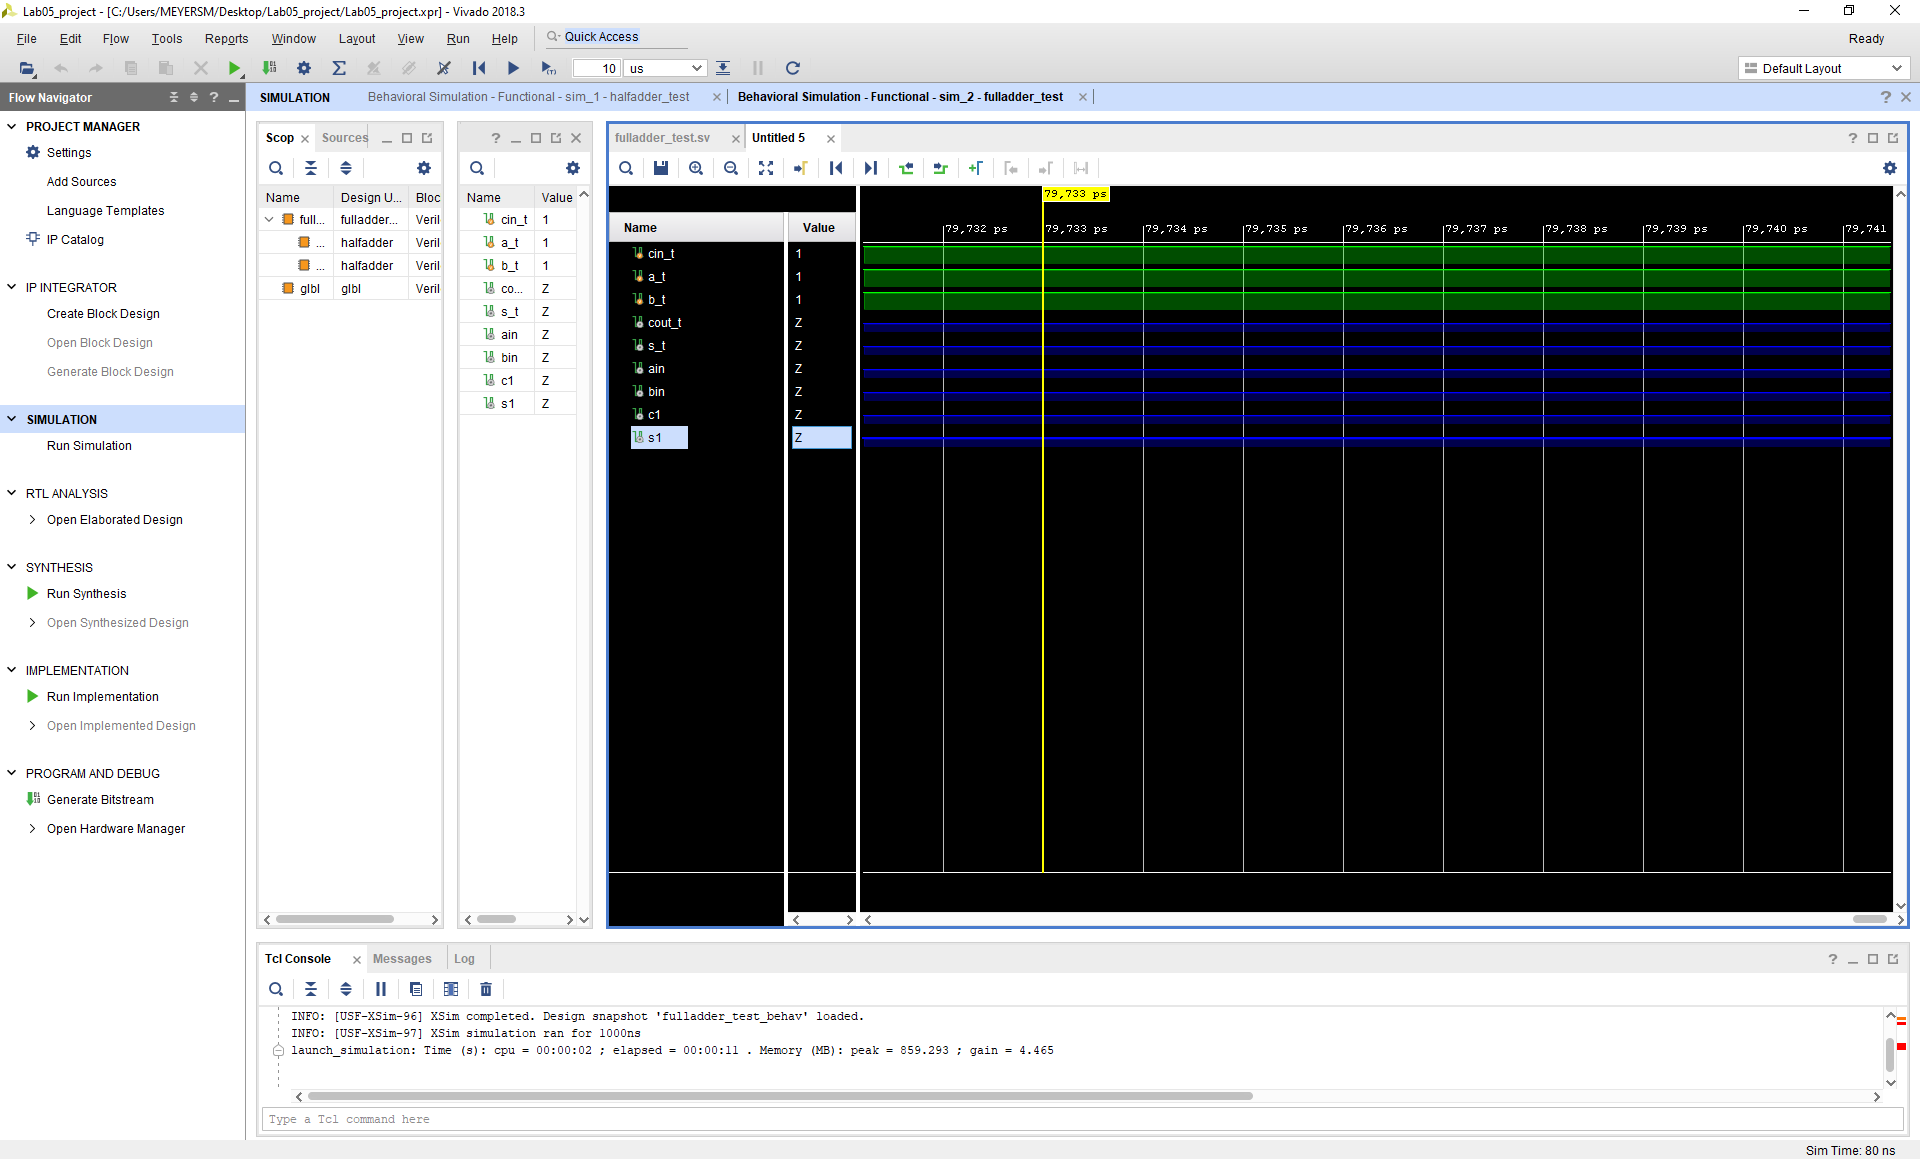 Lab05_project - [C:/Users/MEYERSM/Desktop/Lab05_project/Lab05_project.xpr] - Vivado 2018.3
File Edit Flow Tools Reports Window Layout View Run Help Quick Access Ready
10 us Default Layout
Flow Navigator
SIMULATION Behavioral Simulation - Functional - sim_1 - halfadder_test Behavioral Simulation - Functional - sim_2 - fulladder_test
PROJECT MANAGER
Settings
Add Sources
Language Templates
IP Catalog
IP INTEGRATOR
Create Block Design
Open Block Design
Generate Block Design
SIMULATION
Run Simulation
RTL ANALYSIS
Open Elaborated Design
SYNTHESIS
Run Synthesis
Open Synthesized Design
IMPLEMENTATION
Run Implementation
Open Implemented Design
PROGRAM AND DEBUG
Generate Bitstream
Open Hardware Manager
Scop Sources
Name Design U... Bloc
full... fulladder... Veril
... halfadder Veril
... halfadder Veril
glbl glbl Veril
Name Value
cin_t 1
a_t 1
b_t 1
co... Z
s_t Z
ain Z
bin Z
c1 Z
s1 Z
fulladder_test.sv Untitled 5
79,733 ps
Name Value
79,732 ps 79,733 ps 79,734 ps 79,735 ps 79,736 ps 79,737 ps 79,738 ps 79,739 ps 79,740 ps 79,741
cin_t 1
a_t 1
b_t 1
cout_t Z
s_t Z
ain Z
bin Z
c1 Z
s1 Z
Tcl Console Messages Log
INFO: [USF-XSim-96] XSim completed. Design snapshot 'fulladder_test_behav' loaded.
INFO: [USF-XSim-97] XSim simulation ran for 1000ns
launch_simulation: Time (s): cpu = 00:00:02 ; elapsed = 00:00:11 . Memory (MB): peak = 859.293 ; gain = 4.465
Type a Tcl command here
Sim Time: 80 ns